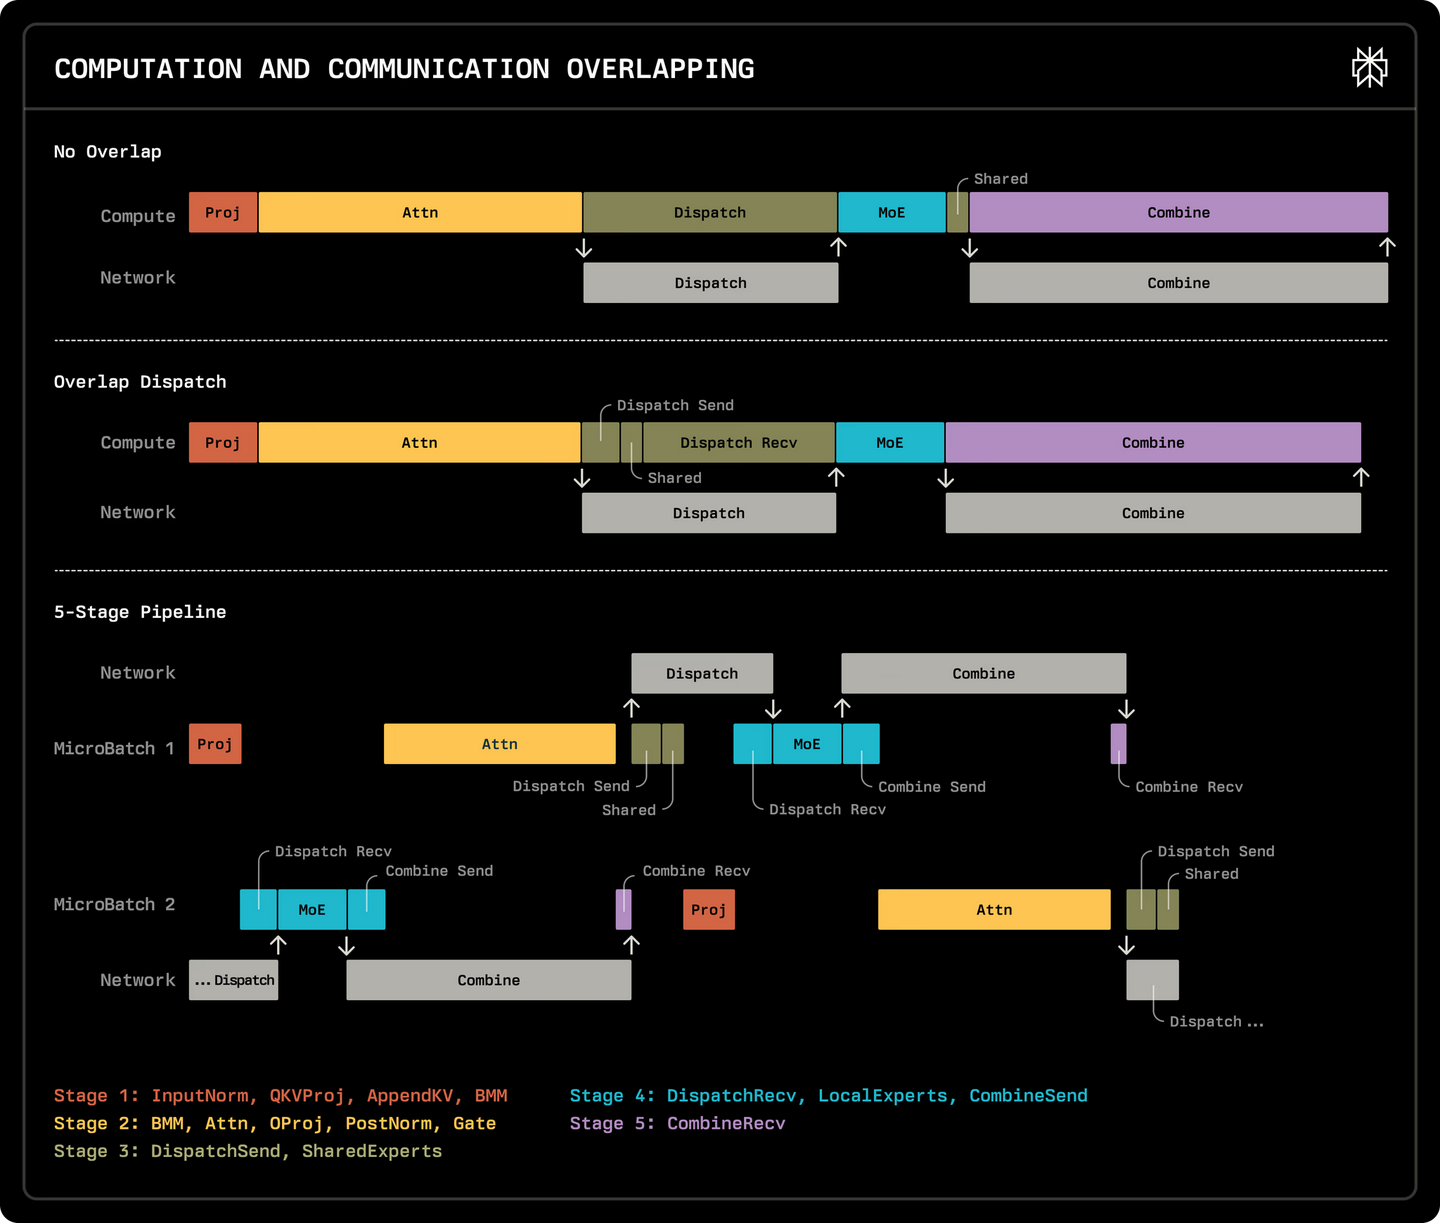 COMPUTATION AND COMMUNICATION OVERLAPPING
No Overlap
Shared
Compute Proj Attn Dispatch MoE Combine
Network Dispatch Combine
Overlap Dispatch
Dispatch Send
Compute Proj Attn Dispatch Recv MoE Combine
Shared
Network Dispatch Combine
5-Stage Pipeline
Network Dispatch Combine
MicroBatch 1 Proj Attn MoE
Dispatch Send Combine Send Combine Recv
Shared Dispatch Recv
Dispatch Recv Dispatch Send
Combine Send Combine Recv Shared
MicroBatch 2 MoE Proj Attn
Network ...Dispatch Combine
Dispatch...
Stage 1: InputNorm, QKVProj, AppendKV, BMM
Stage 2: BMM, Attn, OProj, PostNorm, Gate
Stage 3: DispatchSend, SharedExperts
Stage 4: DispatchRecv, LocalExperts, CombineSend
Stage 5: CombineRecv